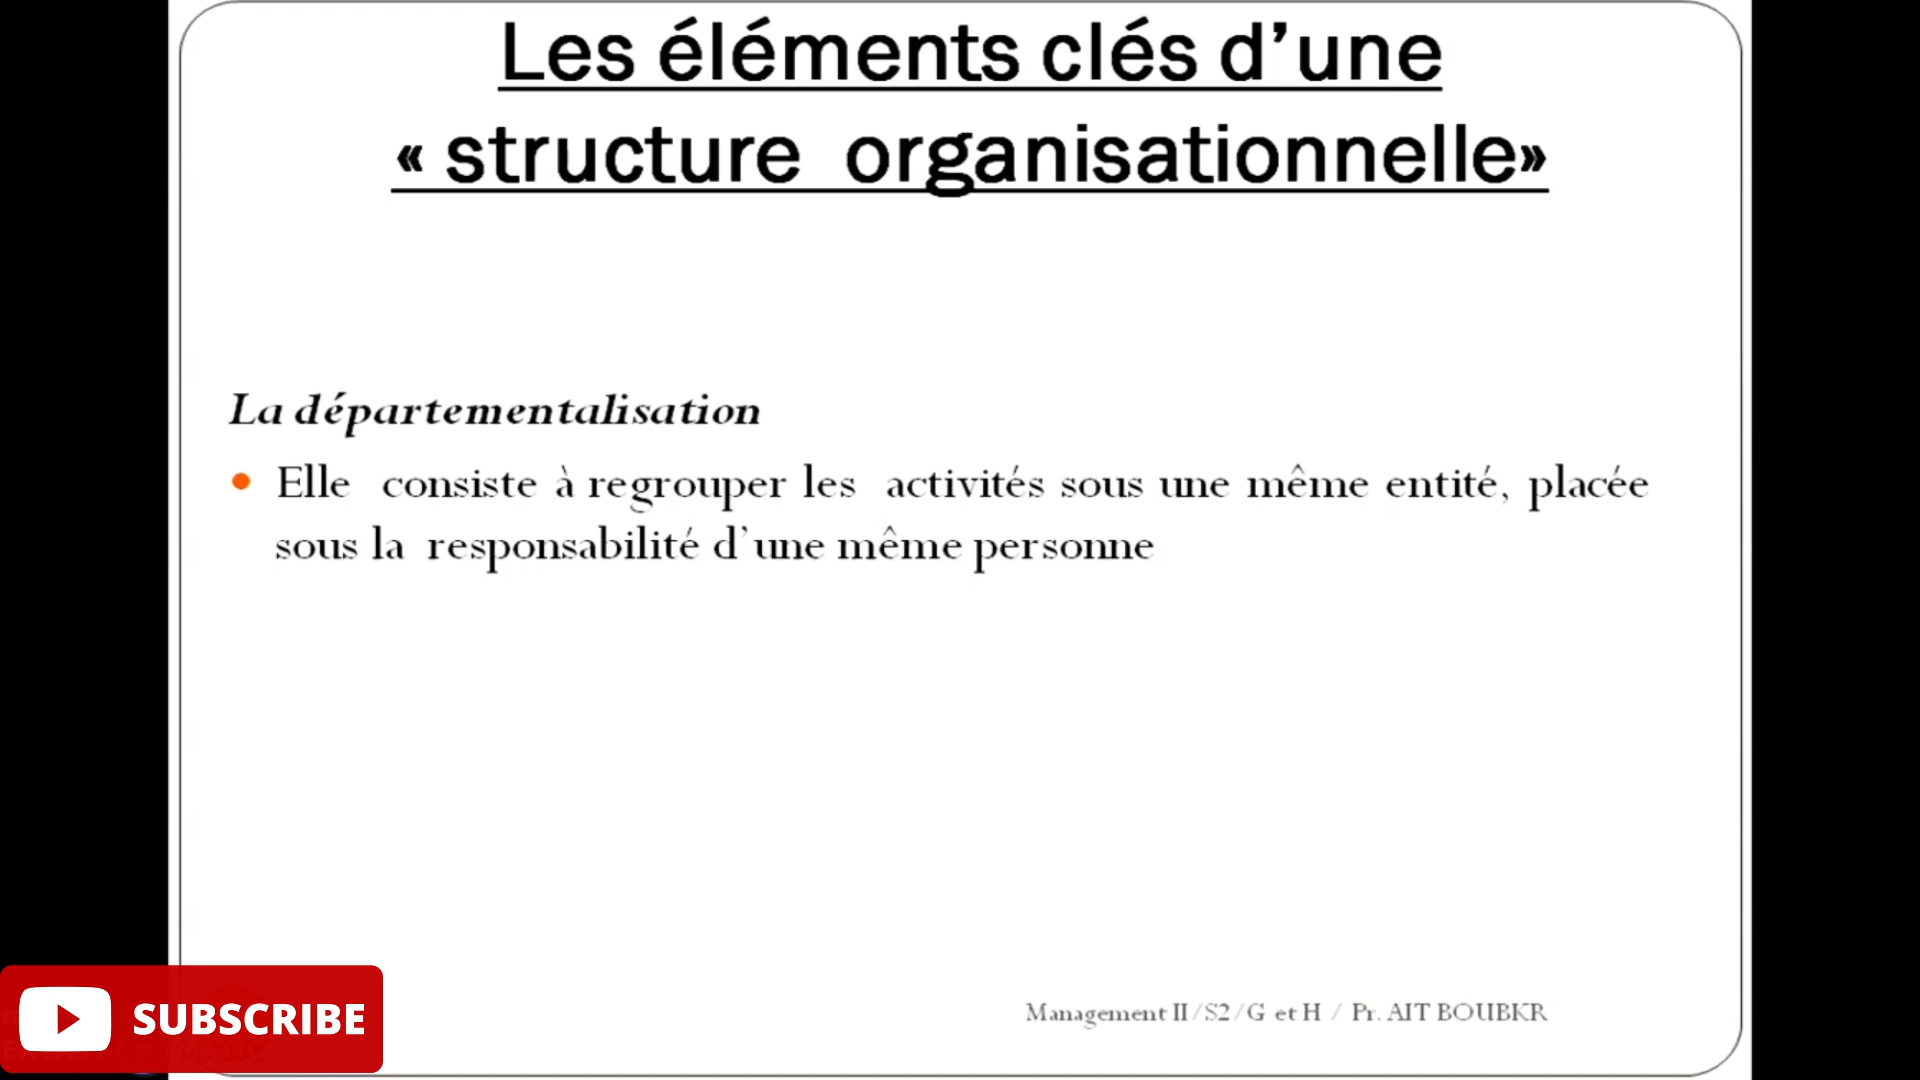 Les éléments clés d’une
« structure organisationnelle»
La départementalisation
Elle consiste à regrouper les activités sous une même entité, placée
sous la responsabilité d’une même personne
Management II/S2/G et H / Pr. AIT BOUBKR
SUBSCRIBE